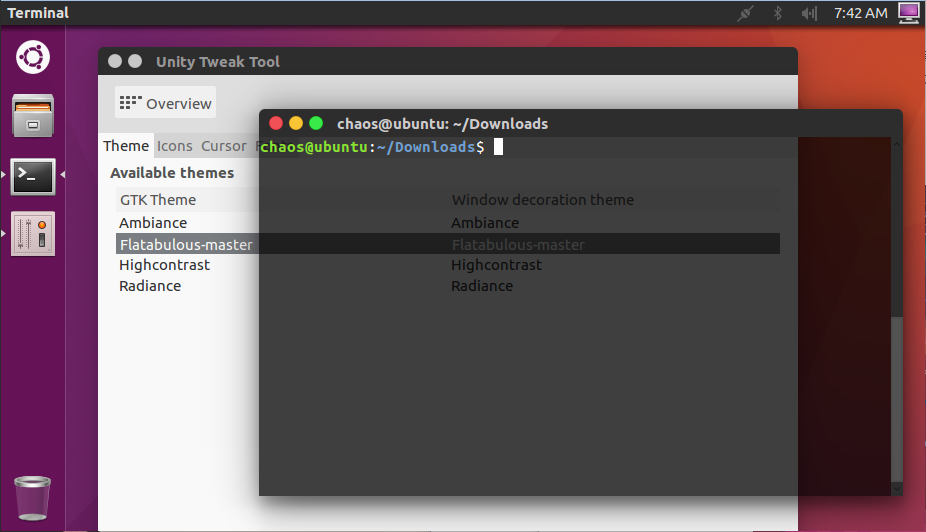 Terminal
7:42 AM
Unity Tweak Tool
Overview
chaos@ubuntu: ~/Downloads
Theme Icons Cursor
chaos@ubuntu:~/Downloads$
Available themes
GTK Theme Window decoration theme
Ambiance Ambiance
Flatabulous-master Flatabulous-master
Highcontrast Highcontrast
Radiance Radiance
>_